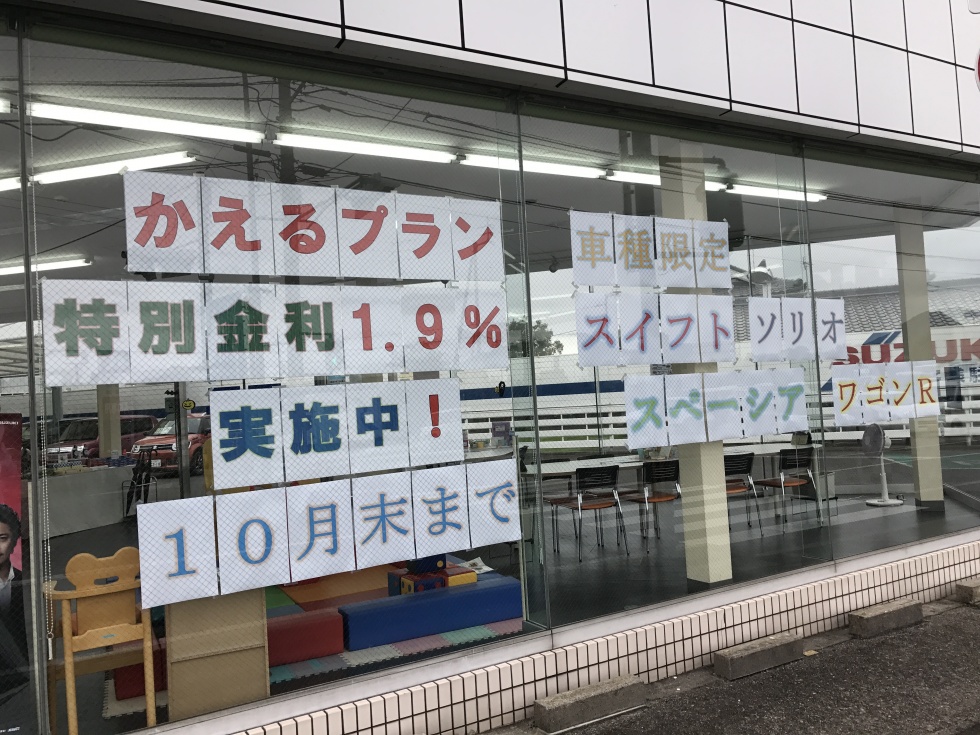 かえるプラン
特別金利1.9%
実施中!
10月末まで
車種限定
スイフト ソリオ
スペーシア ワゴンR
SUZUK